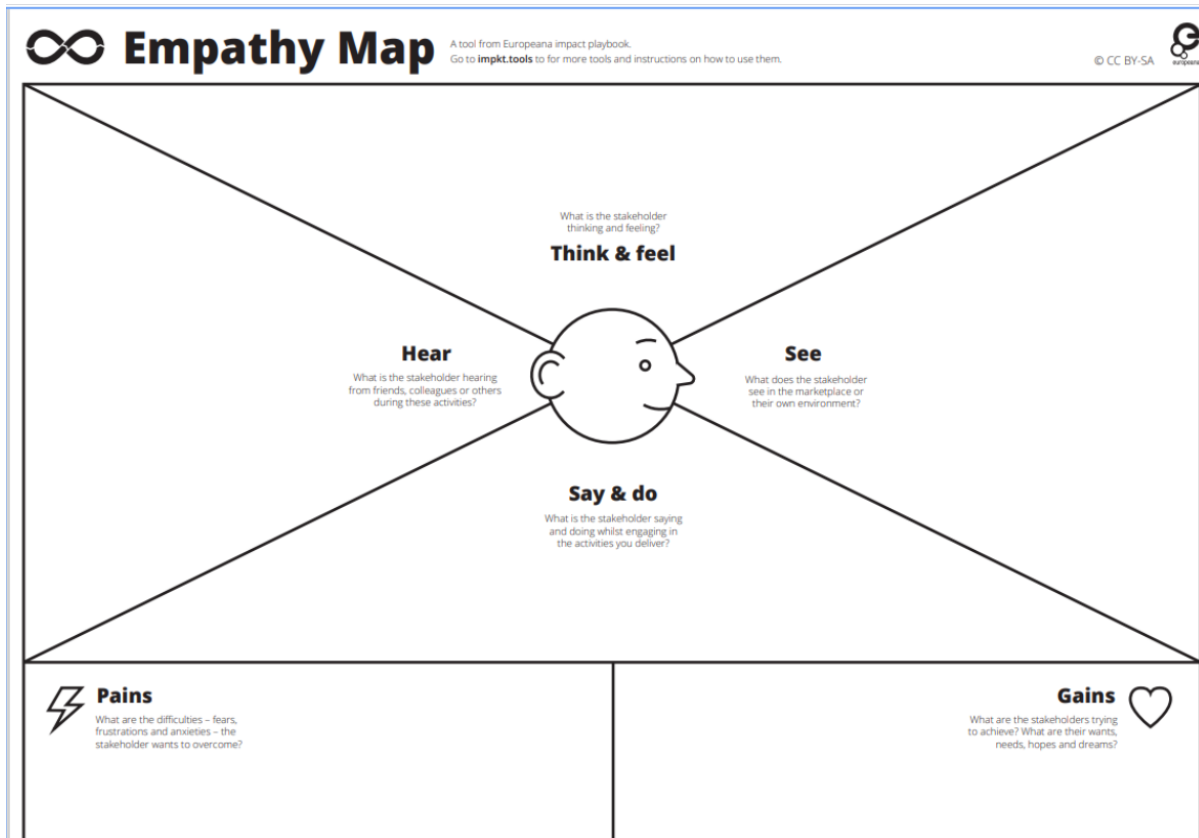 Empathy Map
A tool from Europeana impact playbook.
Go to impkt.tools to for more tools and instructions on how to use them.
© CC BY-SA
europeana
What is the stakeholder
thinking and feeling?
Think & feel
Hear
What is the stakeholder hearing
from friends, colleagues or others
during these activities?
See
What does the stakeholder
see in the marketplace or
their own environment?
Say & do
What is the stakeholder saying
and doing whilst engaging in
the activities you deliver?
Pains
What are the difficulties – fears,
frustrations and anxieties – the
stakeholder wants to overcome?
Gains
What are the stakeholders trying
to achieve? What are their wants,
needs, hopes and dreams?